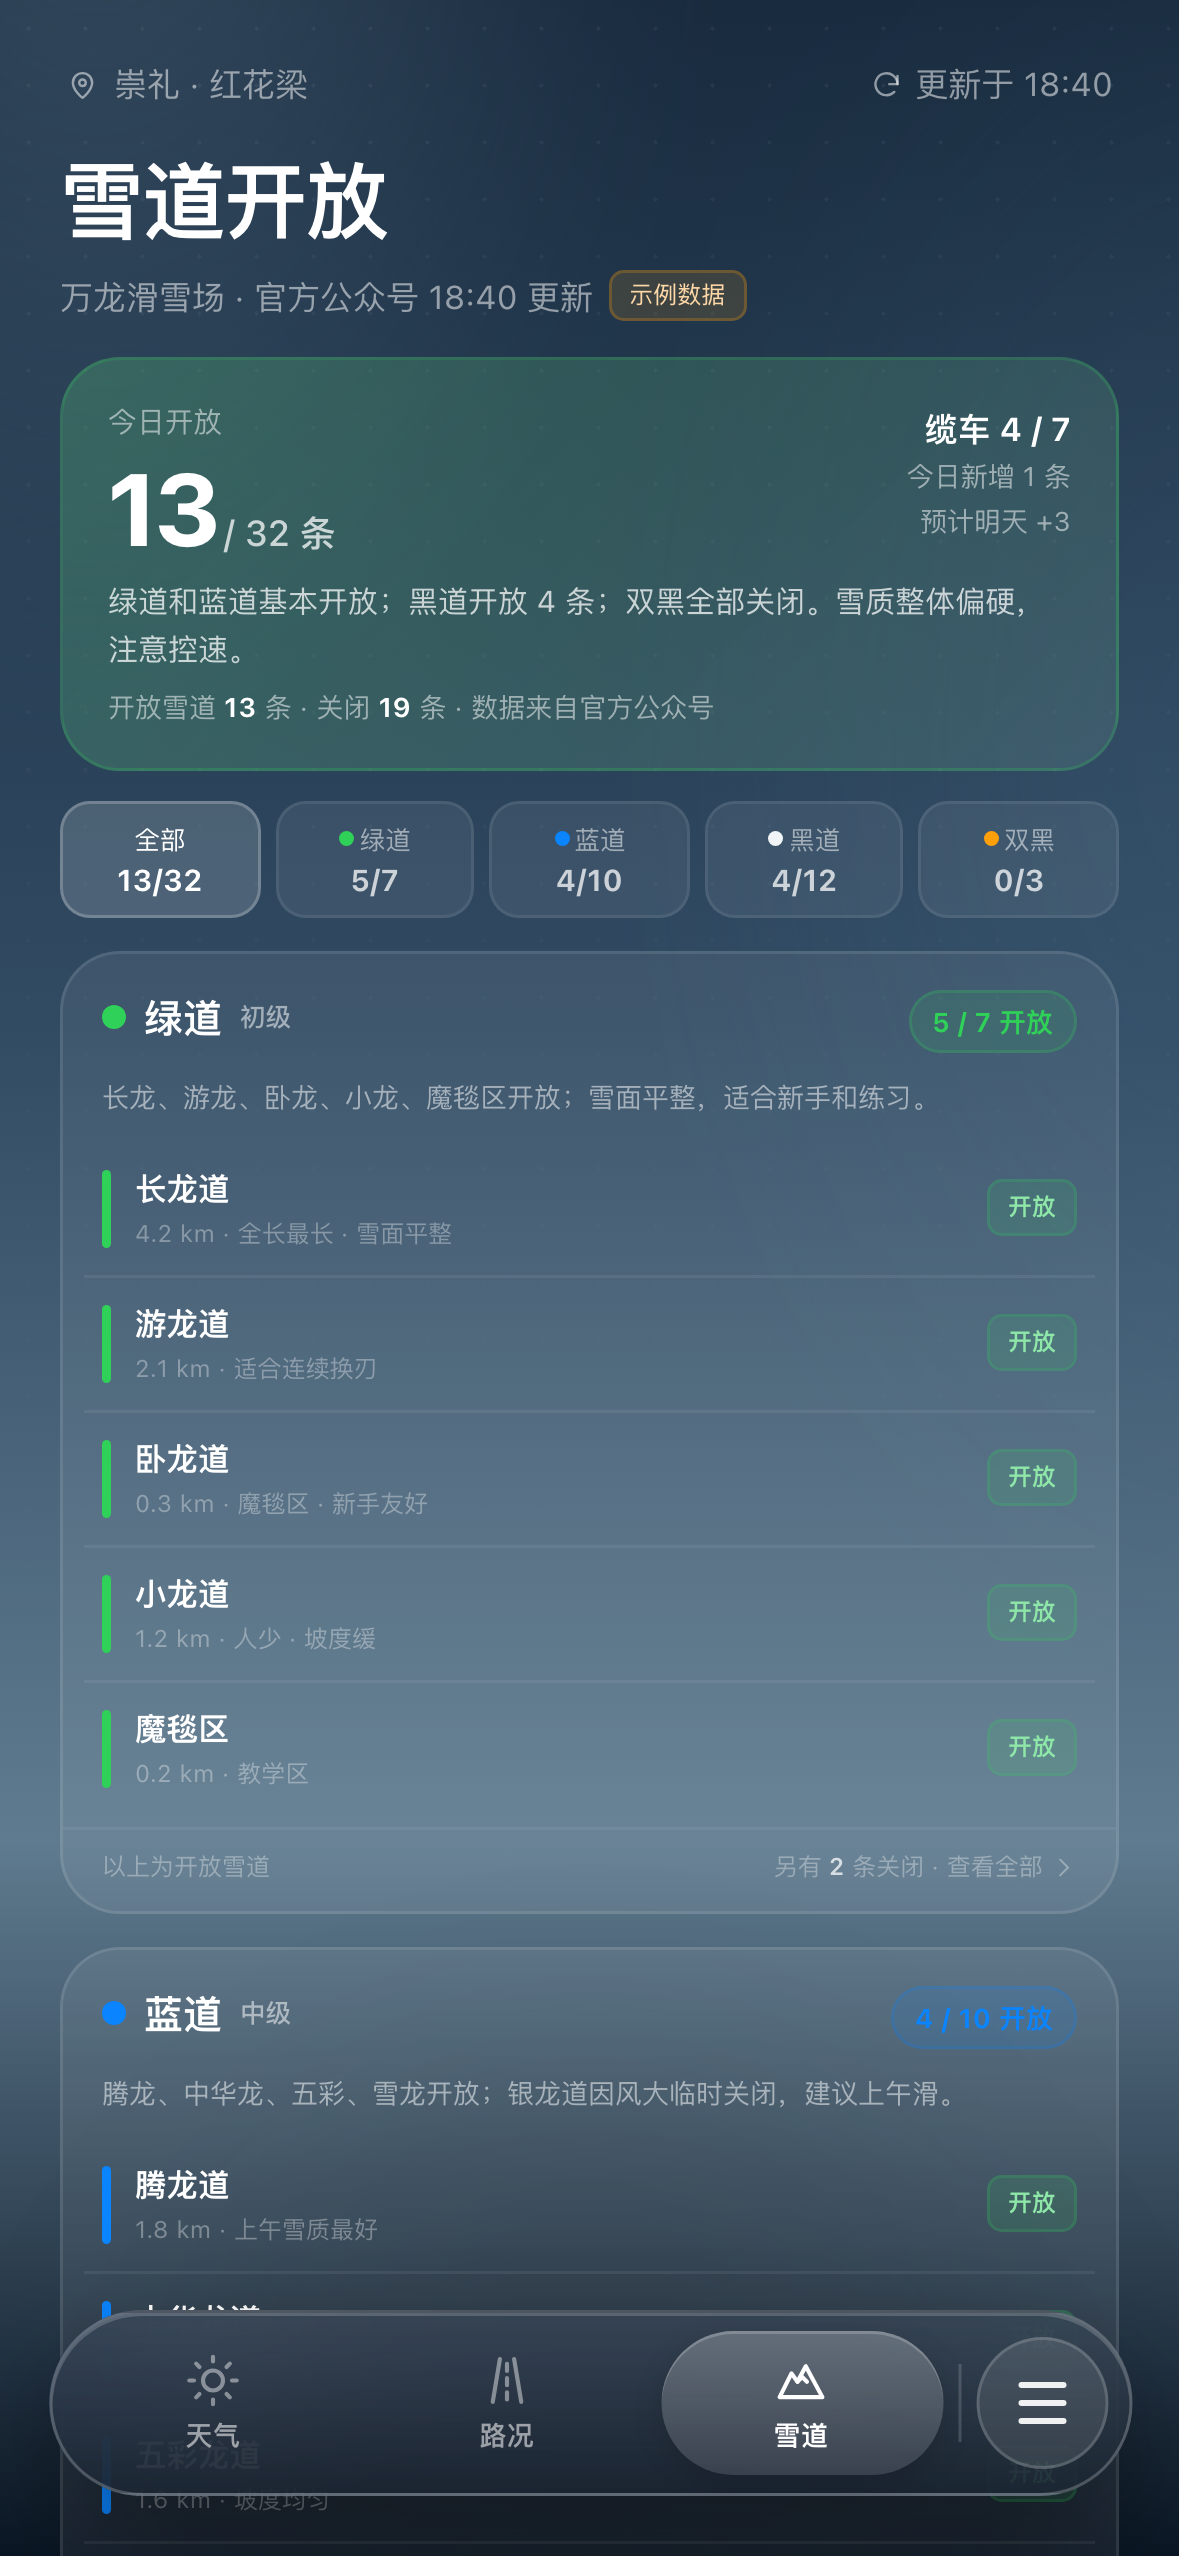 崇礼 · 红花梁
更新于 18:40
雪道开放
万龙滑雪场 · 官方公众号 18:40 更新 示例数据
今日开放
13 / 32 条
缆车 4 / 7
今日新增 1 条
预计明天 +3
绿道和蓝道基本开放；黑道开放 4 条；双黑全部关闭。雪质整体偏硬，
注意控速。
开放雪道 13 条 · 关闭 19 条 · 数据来自官方公众号
全部
13/32
绿道
5/7
蓝道
4/10
黑道
4/12
双黑
0/3
绿道 初级 5 / 7 开放
长龙、游龙、卧龙、小龙、魔毯区开放；雪面平整，适合新手和练习。
长龙道
4.2 km · 全长最长 · 雪面平整
开放
游龙道
2.1 km · 适合连续换刃
开放
卧龙道
0.3 km · 魔毯区 · 新手友好
开放
小龙道
1.2 km · 人少 · 坡度缓
开放
魔毯区
0.2 km · 教学区
开放
以上为开放雪道 另有 2 条关闭 · 查看全部
蓝道 中级 4 / 10 开放
腾龙、中华龙、五彩、雪龙开放；银龙道因风大临时关闭，建议上午滑。
腾龙道
1.8 km · 上午雪质最好
开放
五彩龙道
1.6 km · 坡度均匀
开放
天气
路况
雪道